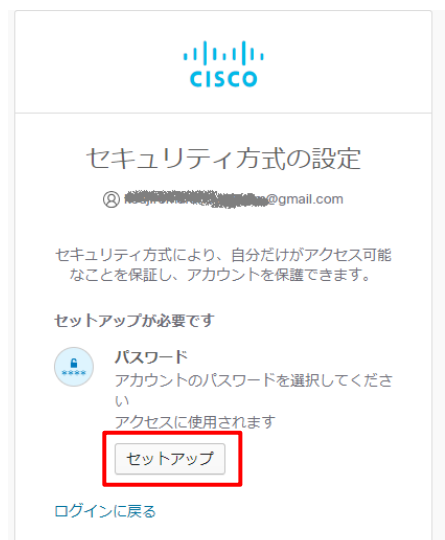 CISCO
セキュリティ方式の設定
@gmail.com
セキュリティ方式により、自分だけがアクセス可能
なことを保証し、アカウントを保護できます。
セットアップが必要です
パスワード
アカウントのパスワードを選択してくださ
い
アクセスに使用されます
セットアップ
ログインに戻る